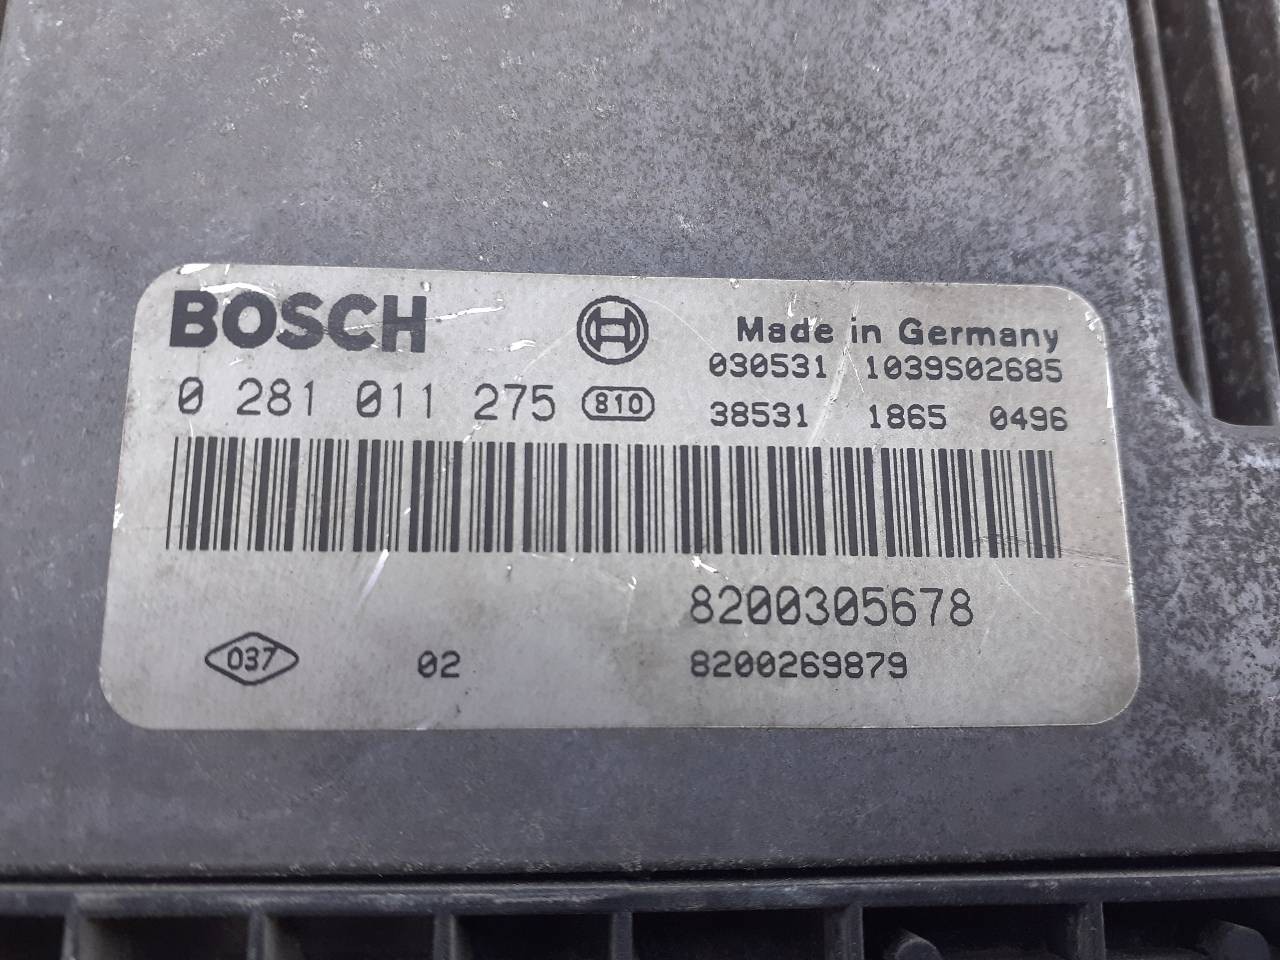 BOSCH
Made in Germany
030531 1039S02685
0 281 011 275 810
38531 1865 0496
8200305678
037 02 8200269879